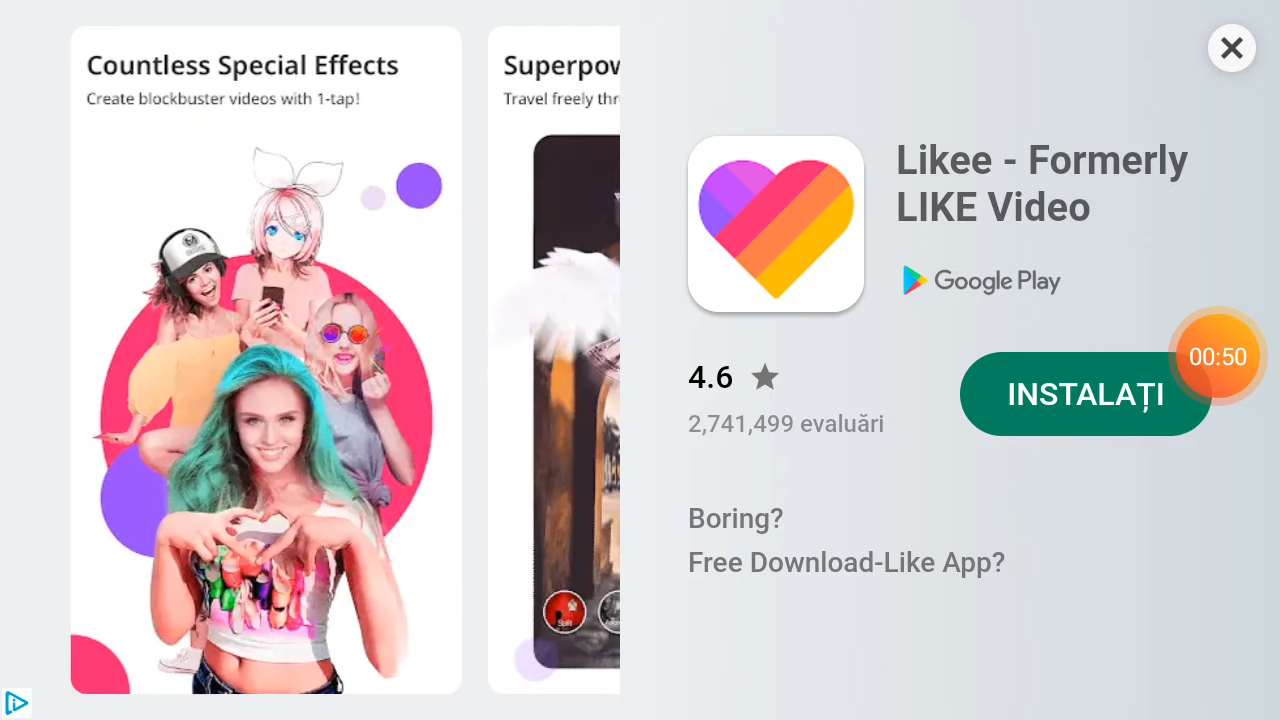 Countless Special Effects
Create blockbuster videos with 1-tap!
Superpow
Travel freely thr
Likee - Formerly
LIKE Video
Google Play
4.6
2,741,499 evaluări
INSTALAȚI
00:50
Boring?
Free Download-Like App?
Split